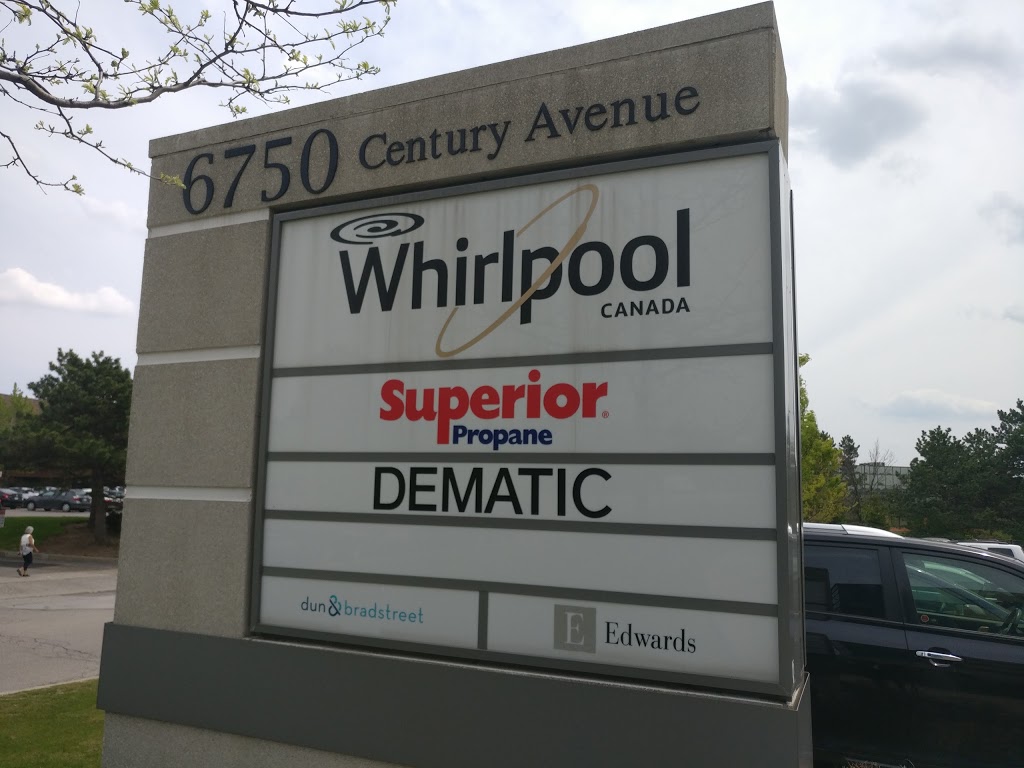 6750 Century Avenue
Whirlpool
CANADA
Superior®
Propane
DEMATIC
dun&bradstreet
E Edwards